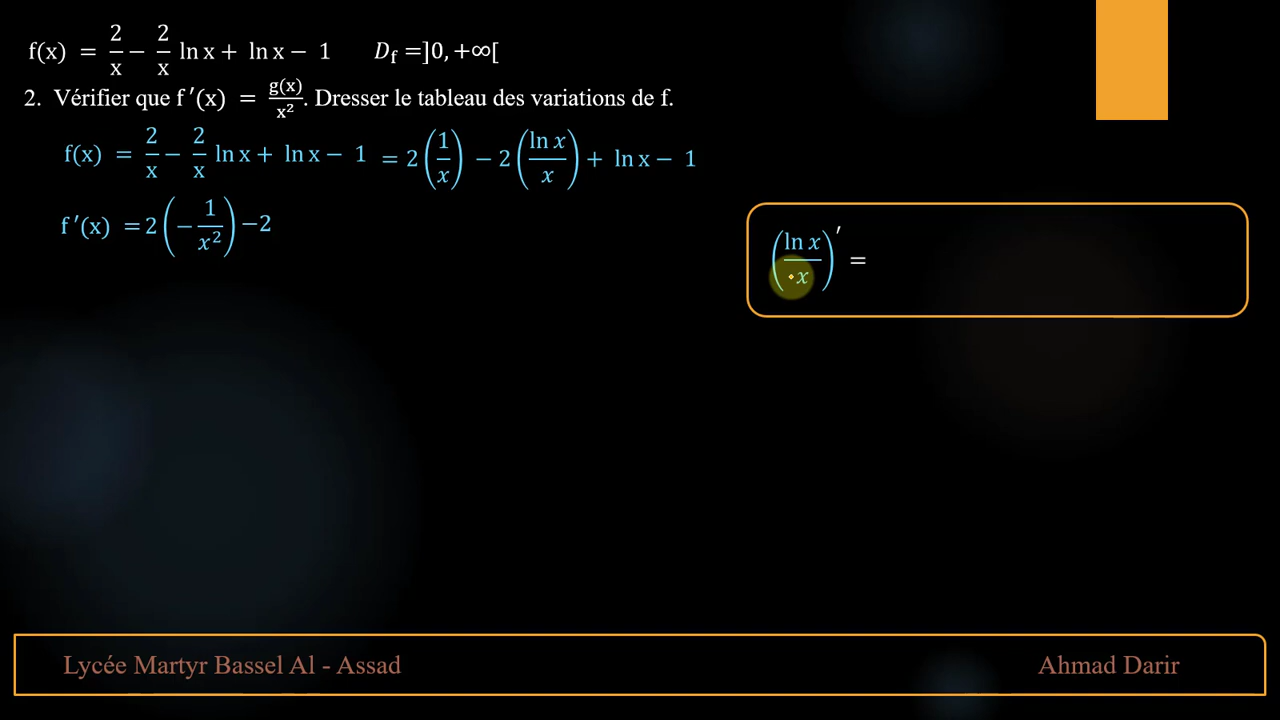 f(x) = 2/x − 2/x ln x + ln x − 1 D_f =]0, +∞[
2. Vérifier que f ′(x) = g(x)/x². Dresser le tableau des variations de f.
f(x) = 2/x − 2/x ln x + ln x − 1 = 2(1/x) − 2(ln x/x) + ln x − 1
f ′(x) = 2(−1/x²) −2
(ln x/x)′ =
Lycée Martyr Bassel Al - Assad
Ahmad Darir